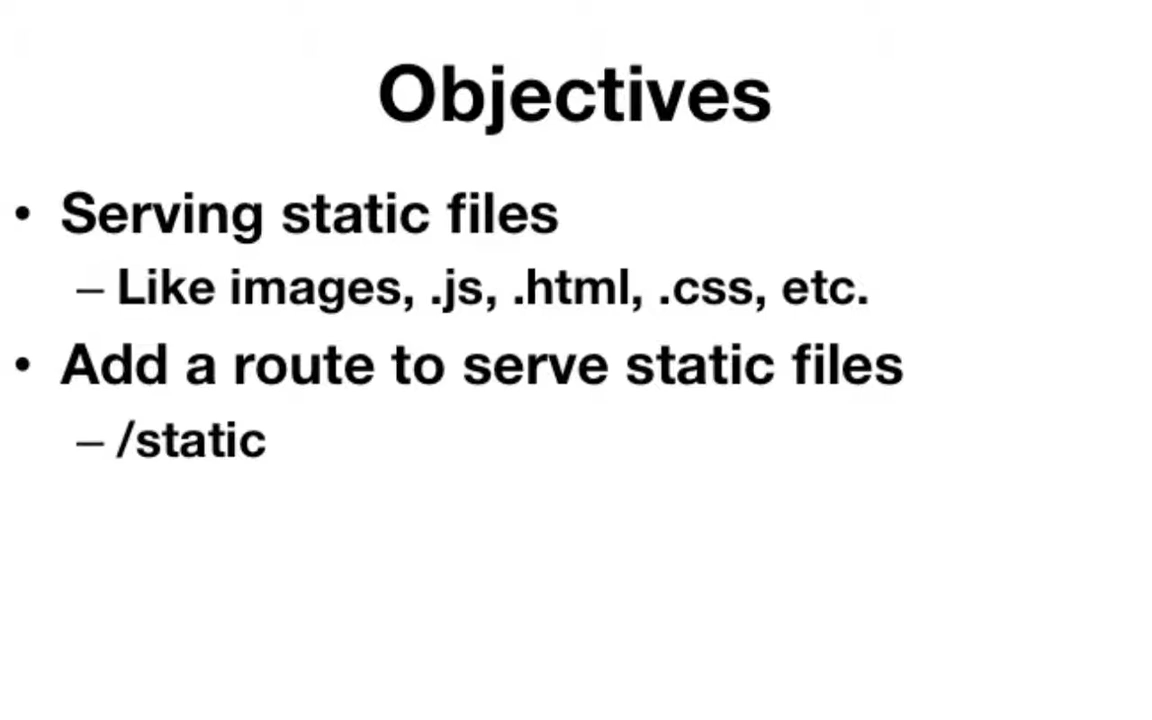 Objectives
• Serving static files
– Like images, .js, .html, .css, etc.
• Add a route to serve static files
– /static